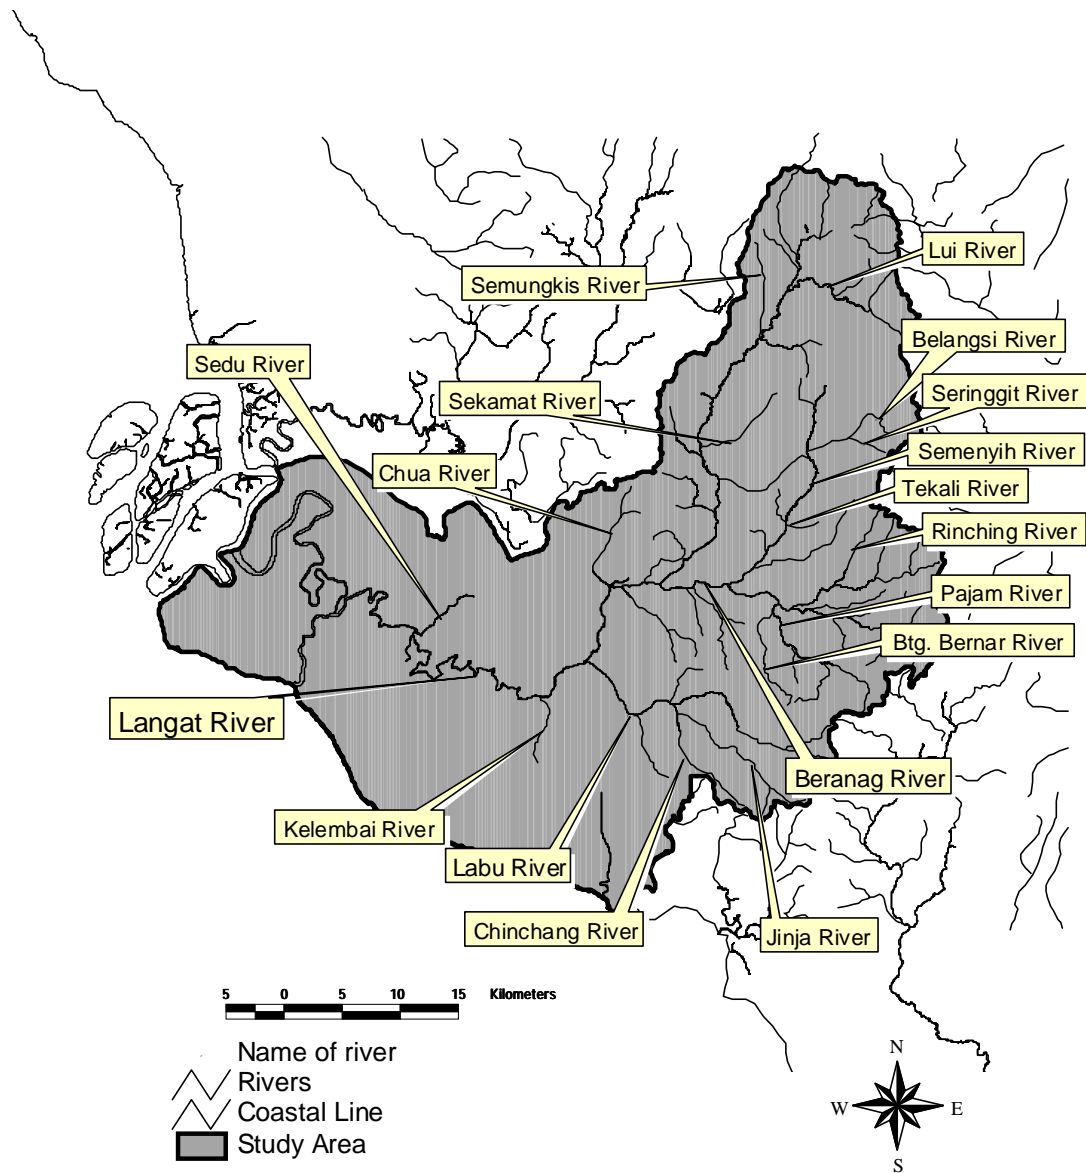 Lui River
Semungkis River
Belangsi River
Sedu River
Seringgit River
Sekamat River
Semenyih River
Chua River
Tekali River
Rinching River
Pajam River
Btg. Bernar River
Langat River
Beranag River
Kelembai River
Labu River
Chinchang River
Jinja River
5 0 5 10 15 Kilometers
Name of river
Rivers
Coastal Line
Study Area
N
W E
S